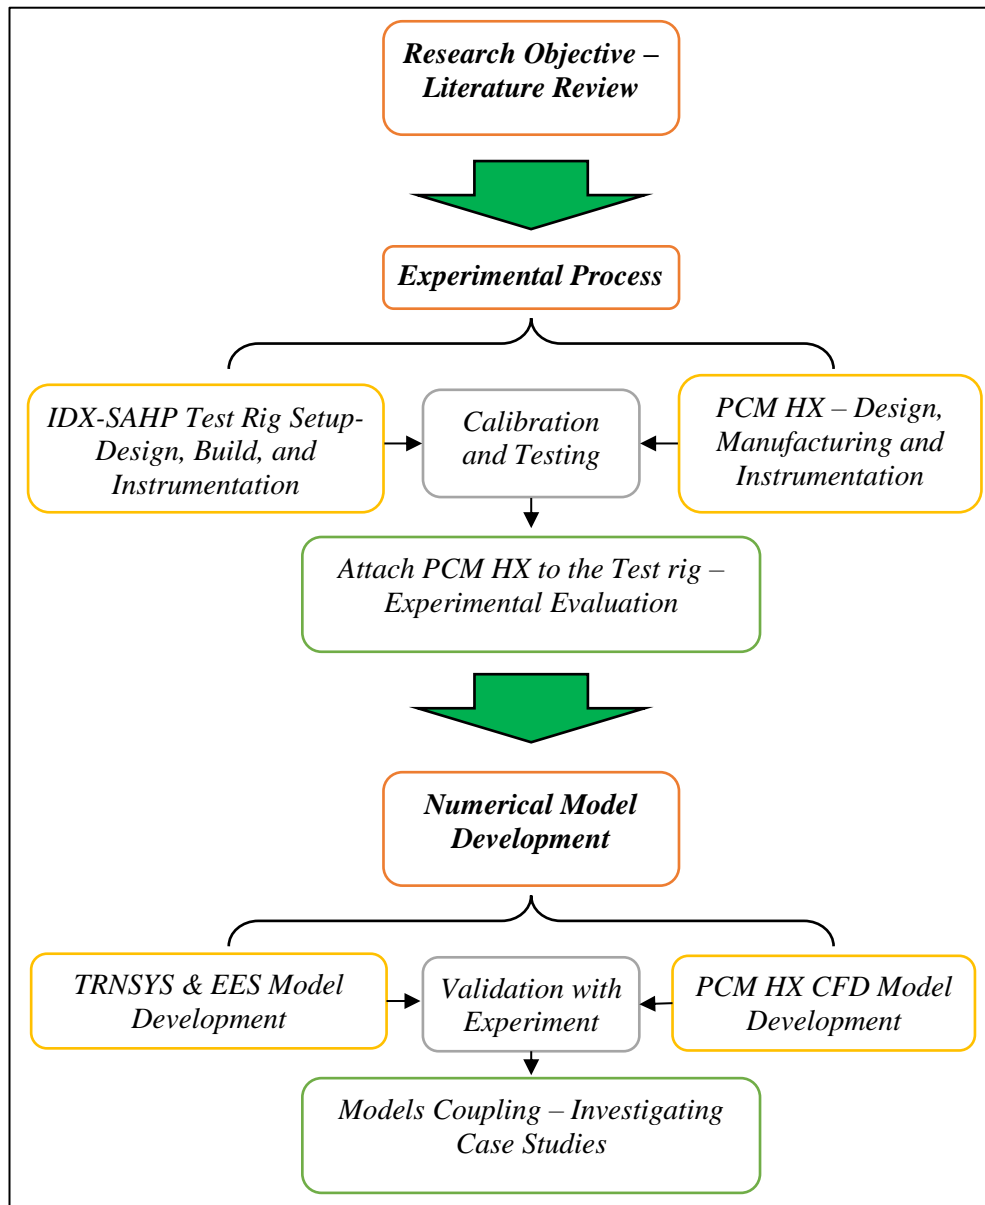 Research Objective –
Literature Review
Experimental Process
IDX-SAHP Test Rig Setup-
Design, Build, and
Instrumentation
Calibration
and Testing
PCM HX – Design,
Manufacturing and
Instrumentation
Attach PCM HX to the Test rig –
Experimental Evaluation
Numerical Model
Development
TRNSYS & EES Model
Development
Validation with
Experiment
PCM HX CFD Model
Development
Models Coupling – Investigating
Case Studies